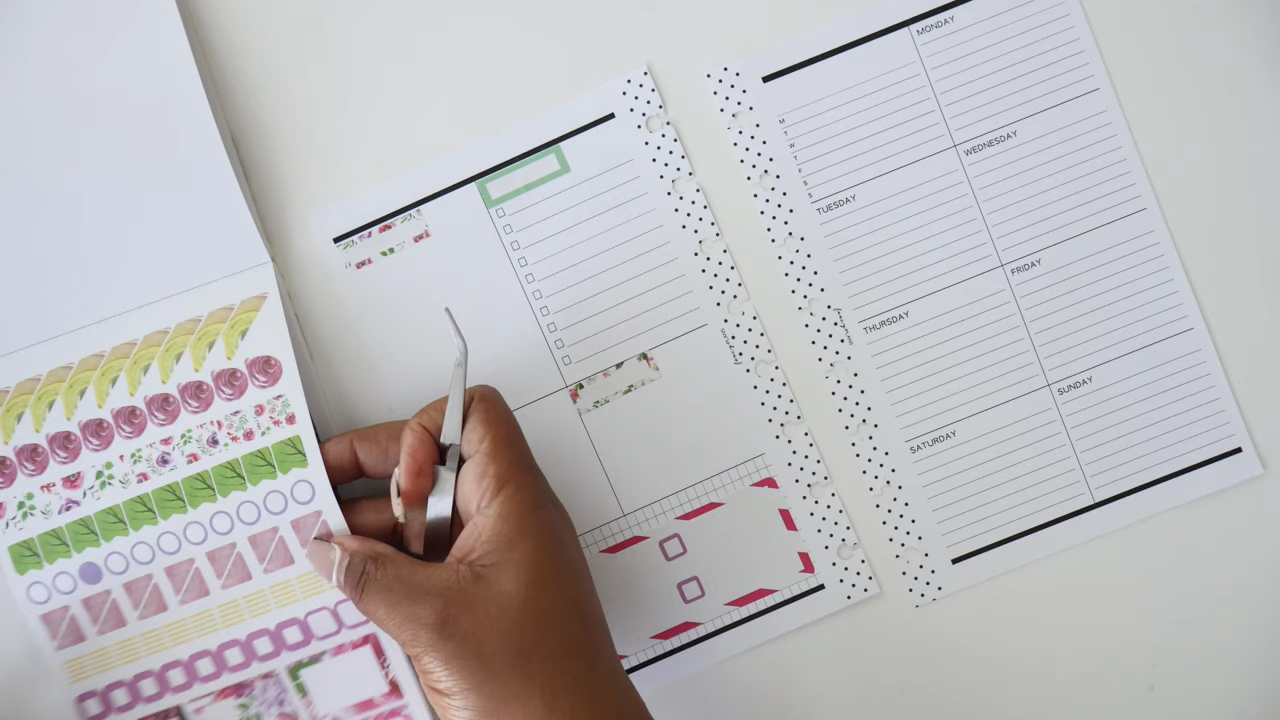 MONDAY
M
T
W
T
F
S
S
WEDNESDAY
TUESDAY
FRIDAY
THURSDAY
SUNDAY
SATURDAY